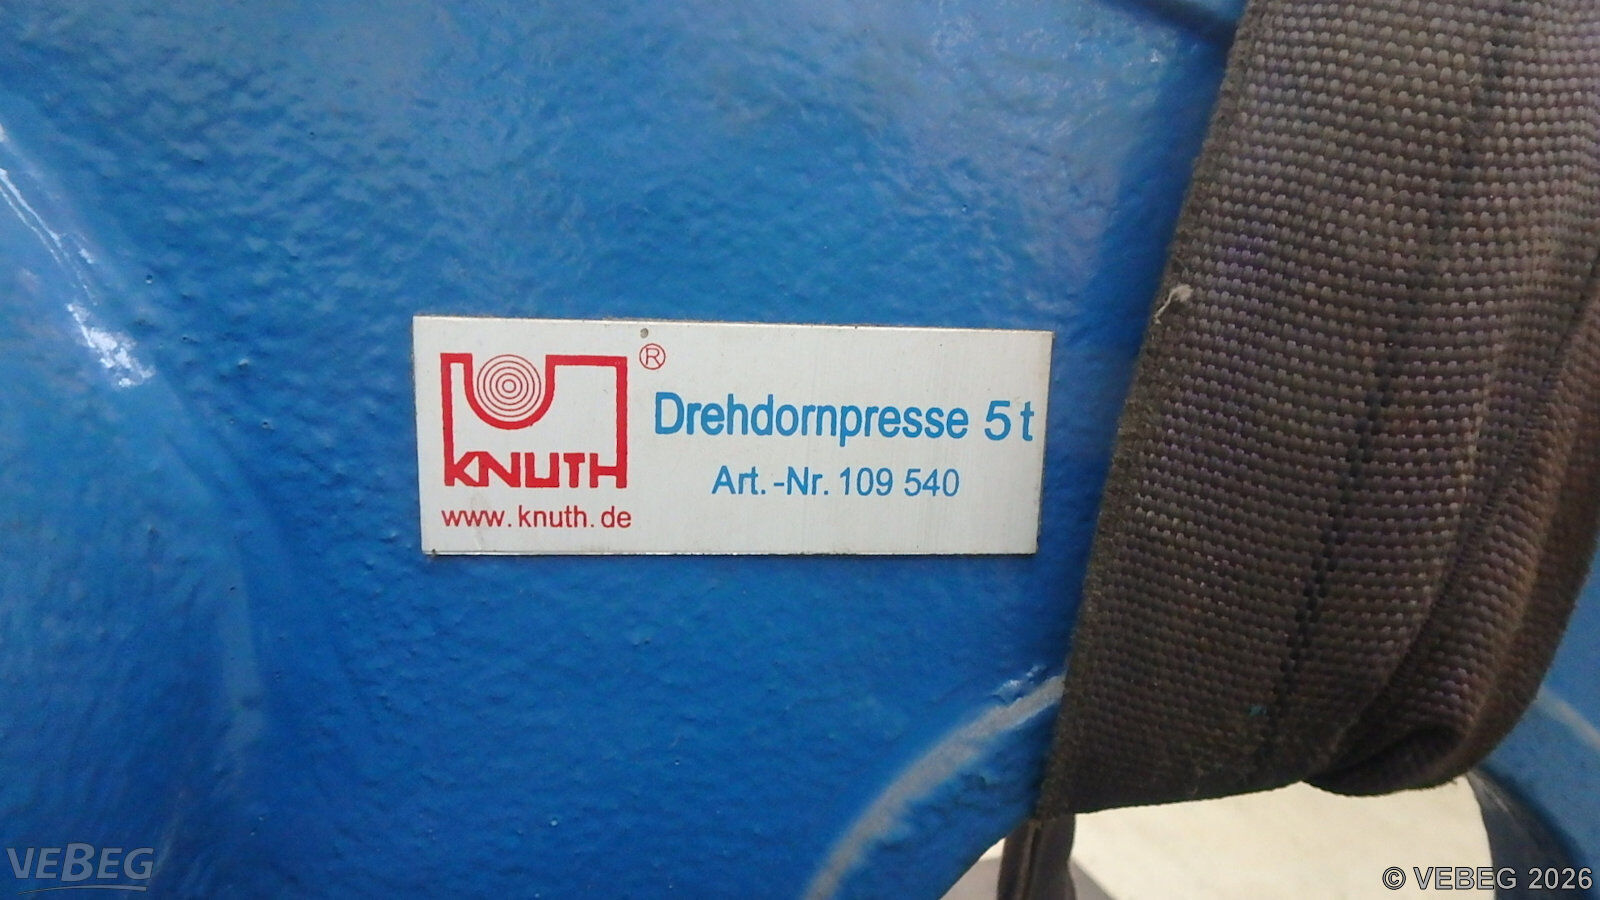 KNUTH ®
www.knuth.de
Drehdornpresse 5 t
Art.-Nr. 109 540
VEBEG
© VEBEG 2026